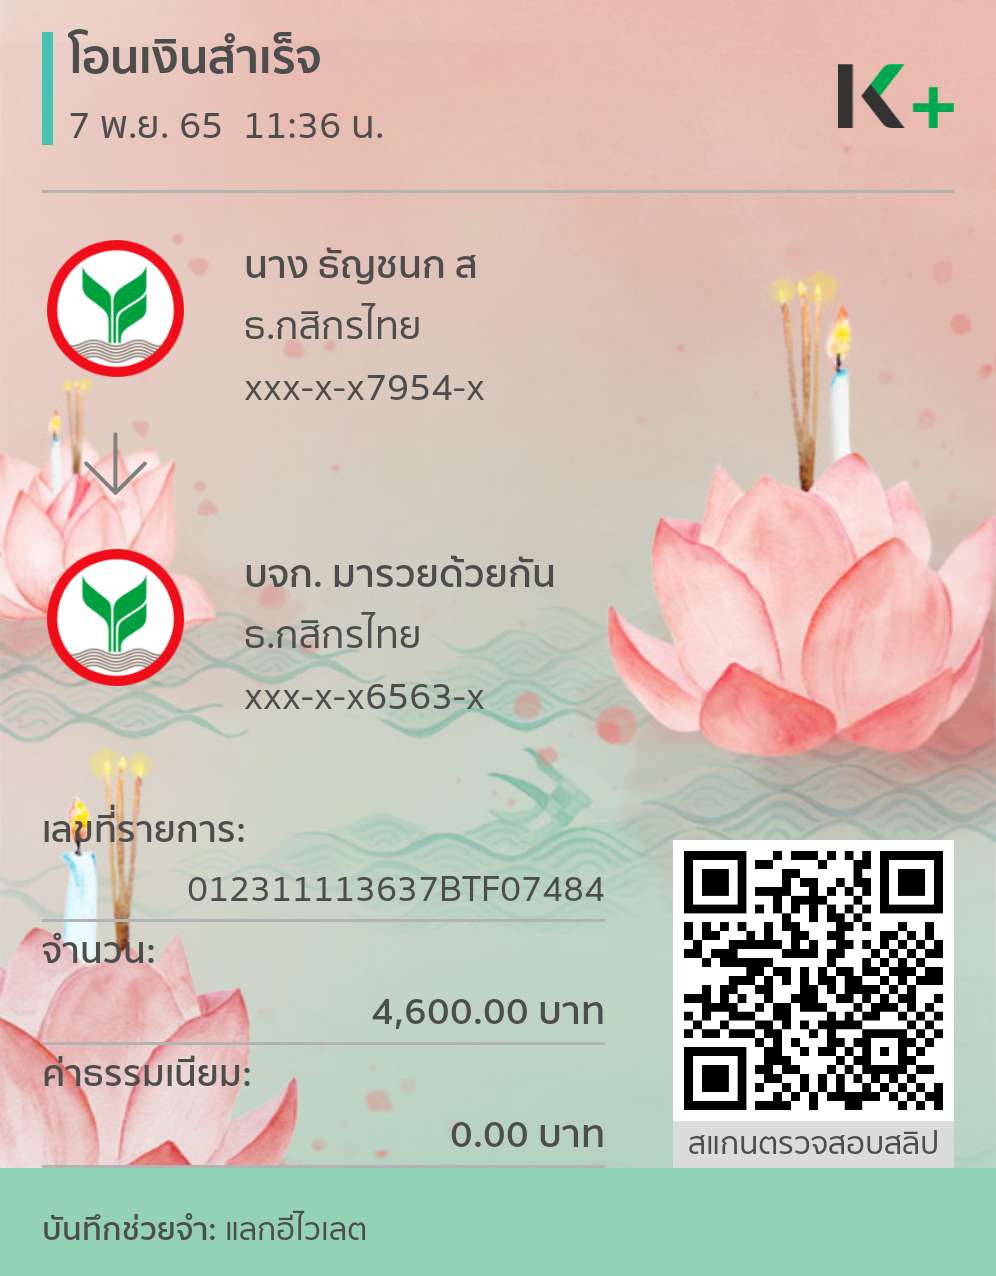 โอนเงินสำเร็จ
7 พ.ย. 65 11:36 น.
K+
นาง ธัญชนก ส
ธ.กสิกรไทย
xxx-x-x7954-x
บจก. มารวยด้วยกัน
ธ.กสิกรไทย
xxx-x-x6563-x
เลขที่รายการ:
012311113637BTF07484
จำนวน:
4,600.00 บาท
ค่าธรรมเนียม:
0.00 บาท
สแกนตรวจสอบสลิป
บันทึกช่วยจำ: แลกอีไวเลต